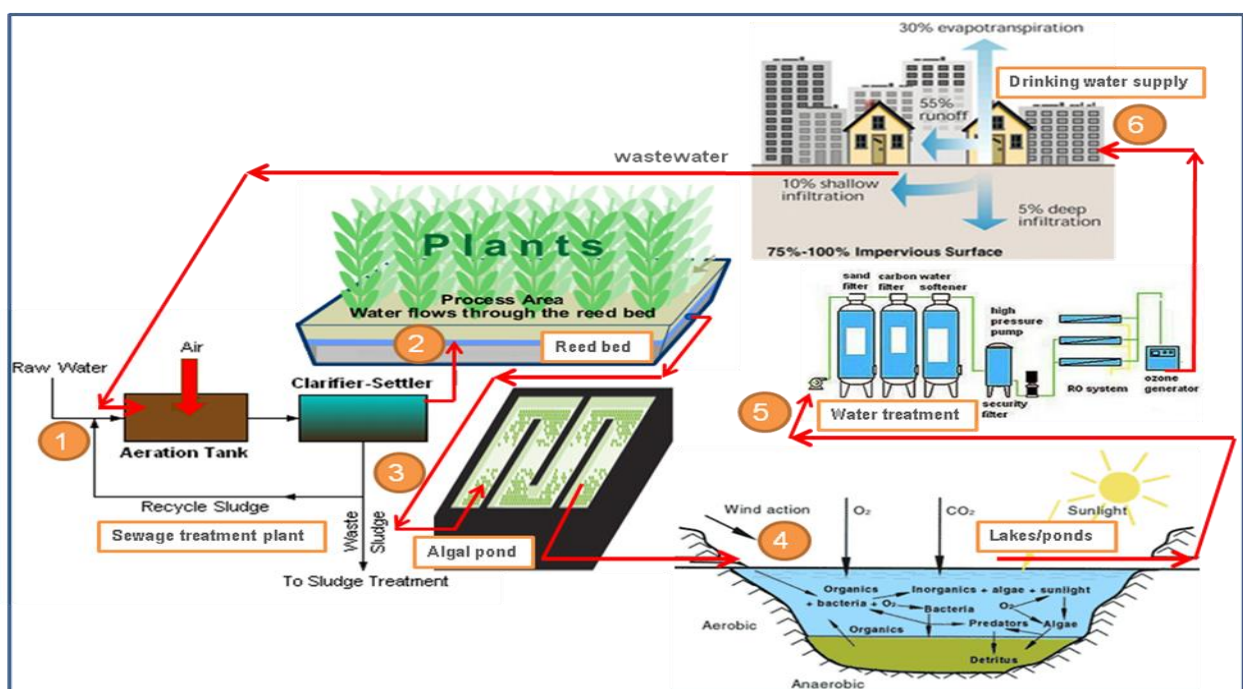 30% evapotranspiration
Drinking water supply
55%
runoff
6
wastewater
10% shallow
infiltration
5% deep
infiltration
75%-100% Impervious Surface
Plants
Process Area
Water flows through the reed bed
2
Reed bed
sand
filter
carbon
filter
water
softener
high
pressure
pump
security
filter
RO system
ozone
generator
5
Water treatment
Air
Raw Water
Clarifier-Settler
1
Aeration Tank
3
Recycle Sludge
Sewage treatment plant
Waste
Sludge
To Sludge Treatment
Algal pond
Wind action
4
O₂
CO₂
Sunlight
Lakes/ponds
Organics
+ bacteria + O₂
Inorganics + algae + sunlight
Bacteria
O₂
Organics
Predators
Algae
Detritus
Aerobic
Anaerobic